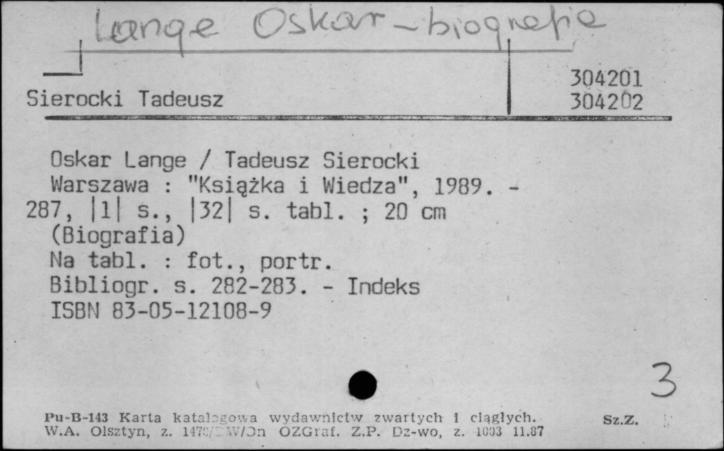 Lange Oskar - biografia
304201
Sierocki Tadeusz 304202
Oskar Lange / Tadeusz Sierocki
Warszawa : "Książka i Wiedza", 1989. -
287, |1| s., |32| s. tabl. ; 20 cm
(Biografia)
Na tabl. : fot., portr.
Bibliogr. s. 282-283. - Indeks
ISBN 83-05-12108-9
3
Pu-B-143 Karta katalogowa wydawnictw zwartych i ciągłych. Sz.Z.
W.A. Olsztyn, z. OZGraf. Z.P. Dz-wo, z. 11.87